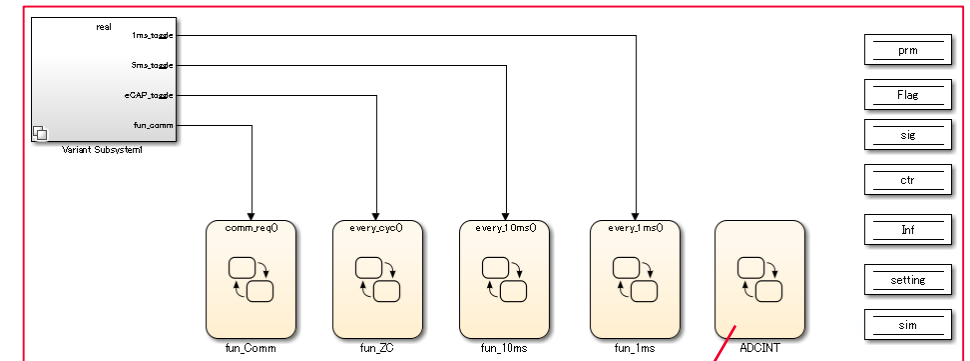 real
1ms_toggle
5ms_toggle
eCAP_toggle
fun_comm
Variant Subsystem1
prm
Flag
sig
ctr
Inf
setting
sim
comm_req()
every_cyc()
every_10ms()
every_1ms()
fun_Comm
fun_ZC
fun_10ms
fun_1ms
ADCINT